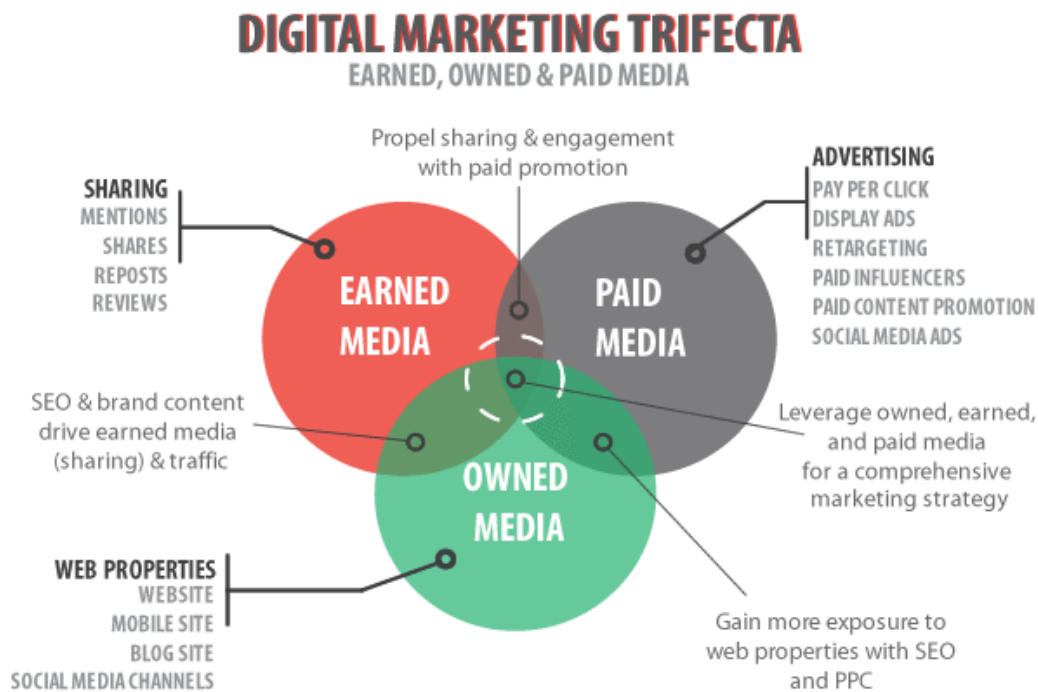 DIGITAL MARKETING TRIFECTA
EARNED, OWNED & PAID MEDIA
Propel sharing & engagement
with paid promotion
SHARING
MENTIONS
SHARES
REPOSTS
REVIEWS
ADVERTISING
PAY PER CLICK
DISPLAY ADS
RETARGETING
PAID INFLUENCERS
PAID CONTENT PROMOTION
SOCIAL MEDIA ADS
EARNED
MEDIA
PAID
MEDIA
SEO & brand content
drive earned media
(sharing) & traffic
Leverage owned, earned,
and paid media
for a comprehensive
marketing strategy
OWNED
MEDIA
WEB PROPERTIES
WEBSITE
MOBILE SITE
BLOG SITE
SOCIAL MEDIA CHANNELS
Gain more exposure to
web properties with SEO
and PPC